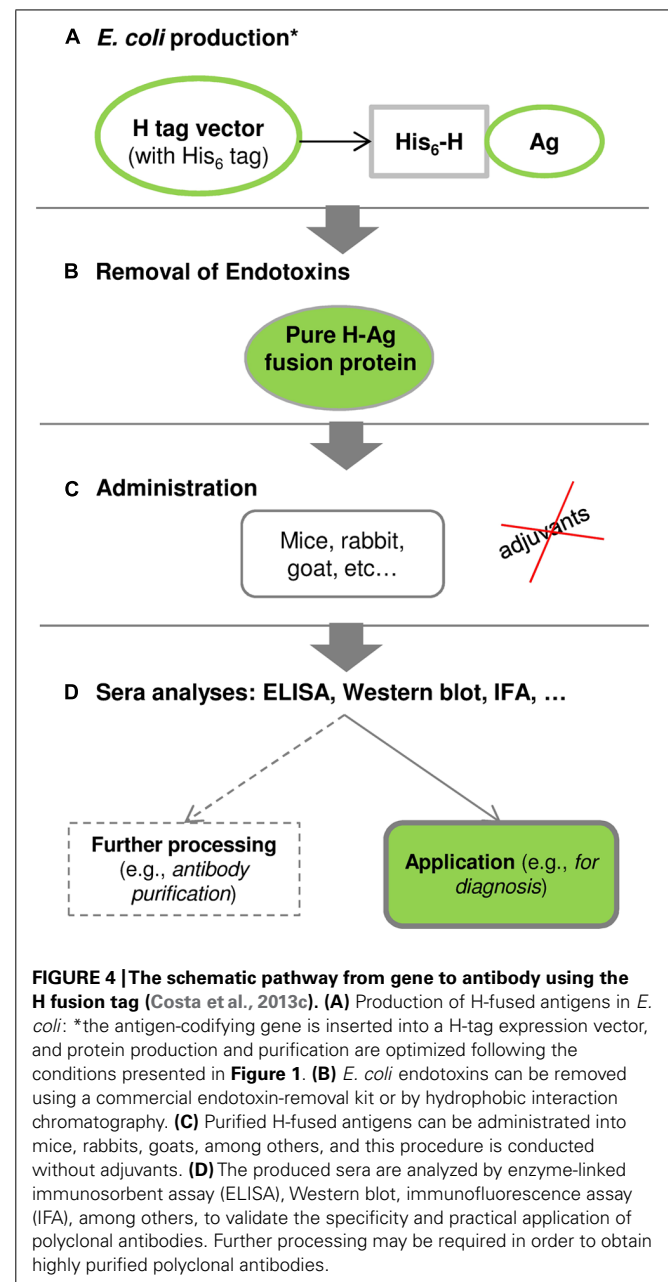 A E. coli production*
H tag vector
(with His6 tag)
His6-H
Ag
B Removal of Endotoxins
Pure H-Ag
fusion protein
C Administration
Mice, rabbit,
goat, etc…
adjuvants
D Sera analyses: ELISA, Western blot, IFA, …
Further processing
(e.g., antibody
purification)
Application (e.g., for
diagnosis)
FIGURE 4 | The schematic pathway from gene to antibody using the
H fusion tag (Costa et al., 2013c). (A) Production of H-fused antigens in E.
coli: *the antigen-codifying gene is inserted into a H-tag expression vector,
and protein production and purification are optimized following the
conditions presented in Figure 1. (B) E. coli endotoxins can be removed
using a commercial endotoxin-removal kit or by hydrophobic interaction
chromatography. (C) Purified H-fused antigens can be administrated into
mice, rabbits, goats, among others, and this procedure is conducted
without adjuvants. (D) The produced sera are analyzed by enzyme-linked
immunosorbent assay (ELISA), Western blot, immunofluorescence assay
(IFA), among others, to validate the specificity and practical application of
polyclonal antibodies. Further processing may be required in order to obtain
highly purified polyclonal antibodies.